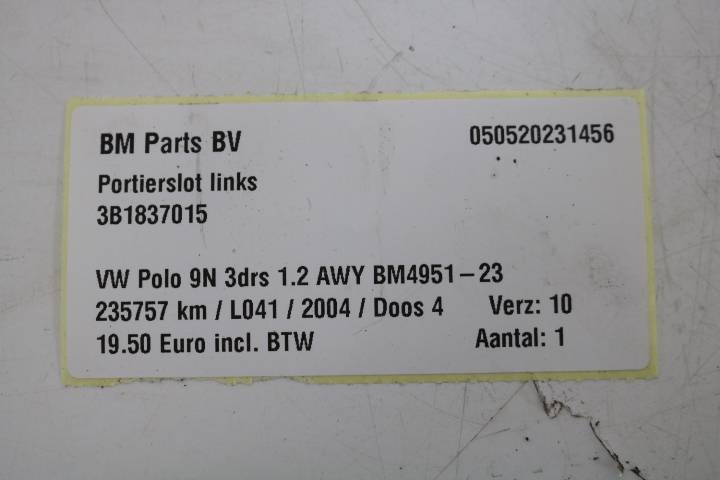 BM Parts BV 050520231456
Portierslot links
3B1837015
VW Polo 9N 3drs 1.2 AWY BM4951-23
235757 km / L041 / 2004 / Doos 4 Verz: 10
19.50 Euro incl. BTW Aantal: 1